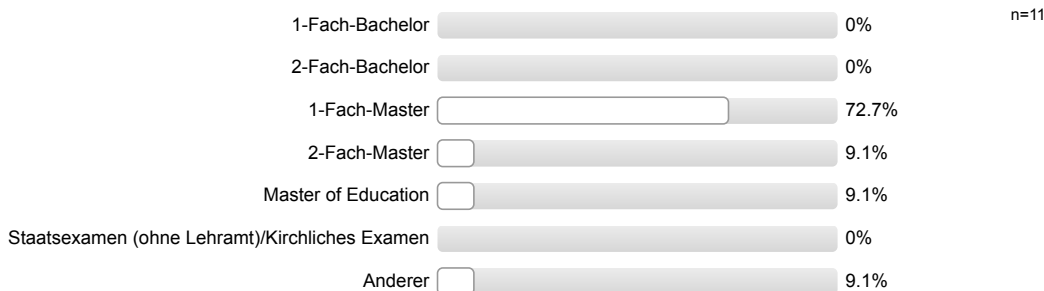 n=11
1-Fach-Bachelor 0%
2-Fach-Bachelor 0%
1-Fach-Master 72.7%
2-Fach-Master 9.1%
Master of Education 9.1%
Staatsexamen (ohne Lehramt)/Kirchliches Examen 0%
Anderer 9.1%